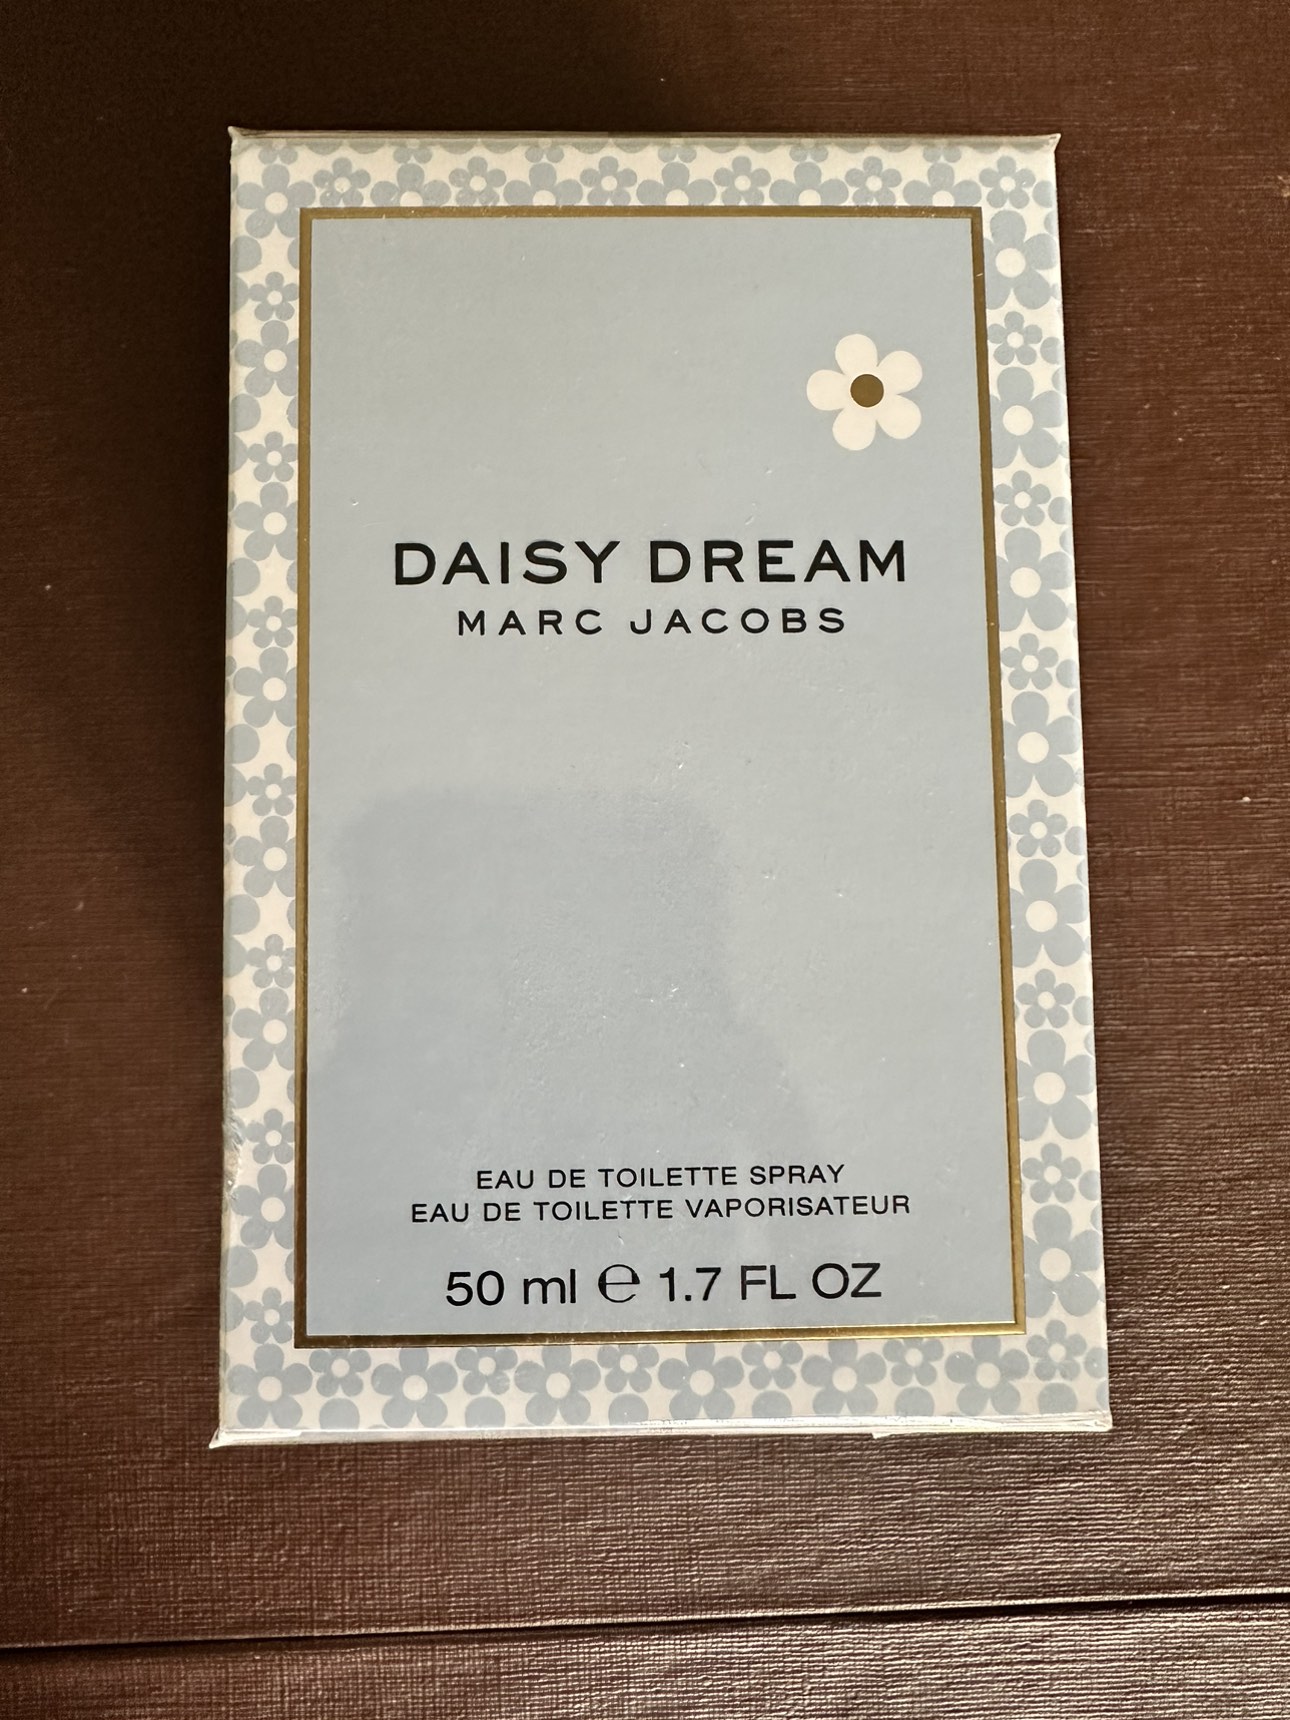 DAISY DREAM
MARC JACOBS
EAU DE TOILETTE SPRAY
EAU DE TOILETTE VAPORISATEUR
50 ml ℮ 1.7 FL OZ